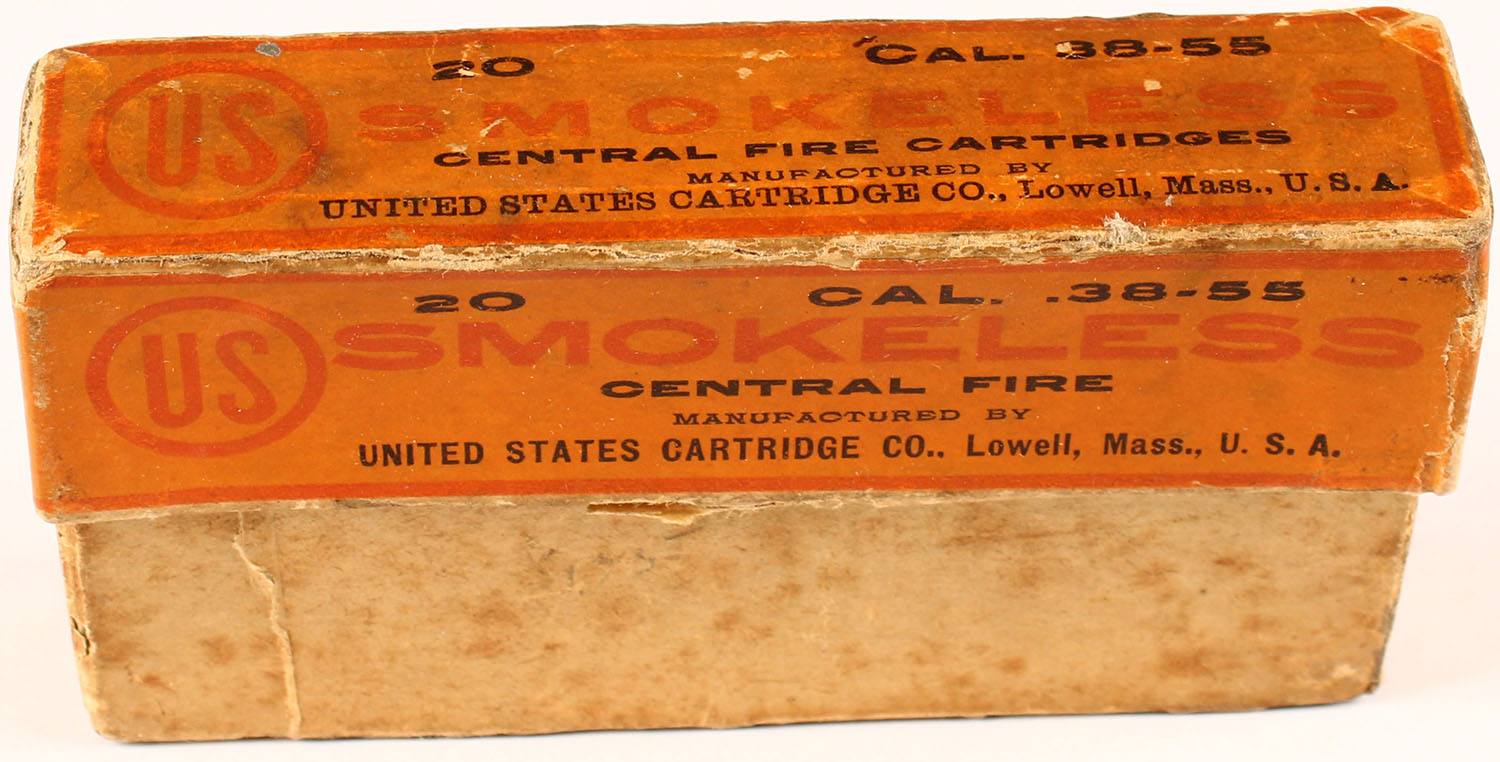 20 CAL. 38-55
US SMOKELESS
CENTRAL FIRE CARTRIDGES
MANUFACTURED BY
UNITED STATES CARTRIDGE CO., Lowell, Mass., U. S. A.
20 CAL. .38-55
US SMOKELESS
CENTRAL FIRE
MANUFACTURED BY
UNITED STATES CARTRIDGE CO., Lowell, Mass., U. S. A.